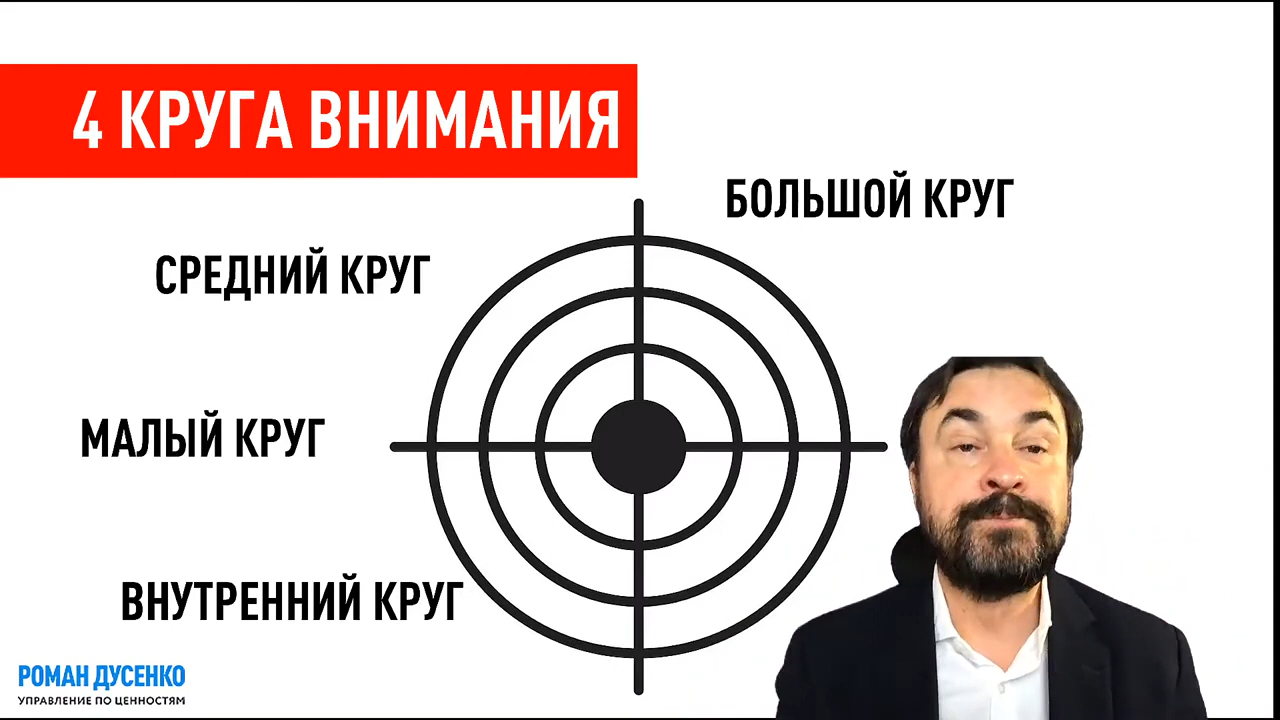 4 КРУГА ВНИМАНИЯ
БОЛЬШОЙ КРУГ
СРЕДНИЙ КРУГ
МАЛЫЙ КРУГ
ВНУТРЕННИЙ КРУГ
РОМАН ДУСЕНКО
УПРАВЛЕНИЕ ПО ЦЕННОСТЯМ